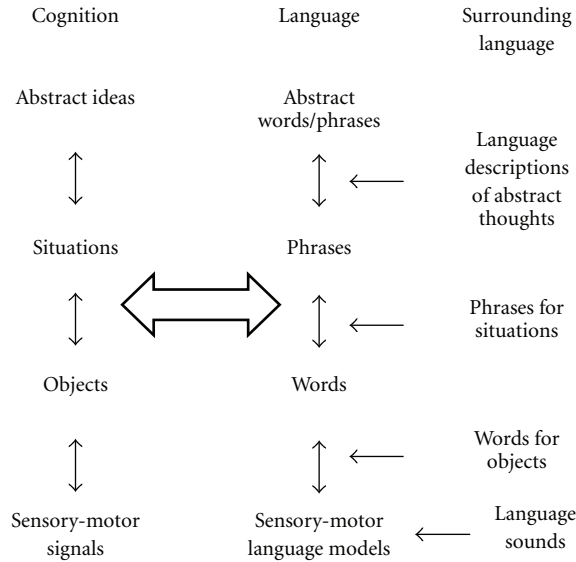 Cognition
Language
Surrounding
language
Abstract ideas
Abstract
words/phrases
Language
descriptions
of abstract
thoughts
Situations
Phrases
Phrases for
situations
Objects
Words
Words for
objects
Sensory-motor
signals
Sensory-motor
language models
Language
sounds